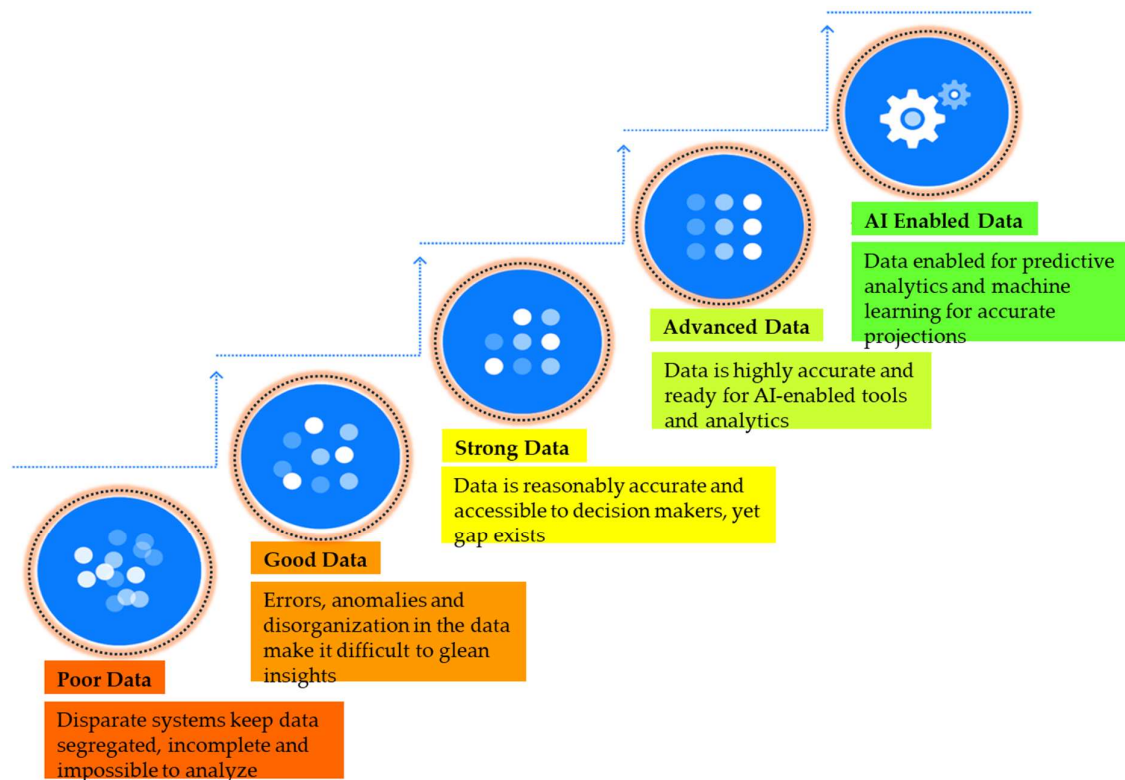 AI Enabled Data
Data enabled for predictive
analytics and machine
learning for accurate
projections
Advanced Data
Data is highly accurate and
ready for AI-enabled tools
and analytics
Strong Data
Data is reasonably accurate and
accessible to decision makers, yet
gap exists
Good Data
Errors, anomalies and
disorganization in the data
make it difficult to glean
insights
Poor Data
Disparate systems keep data
segregated, incomplete and
impossible to analyze